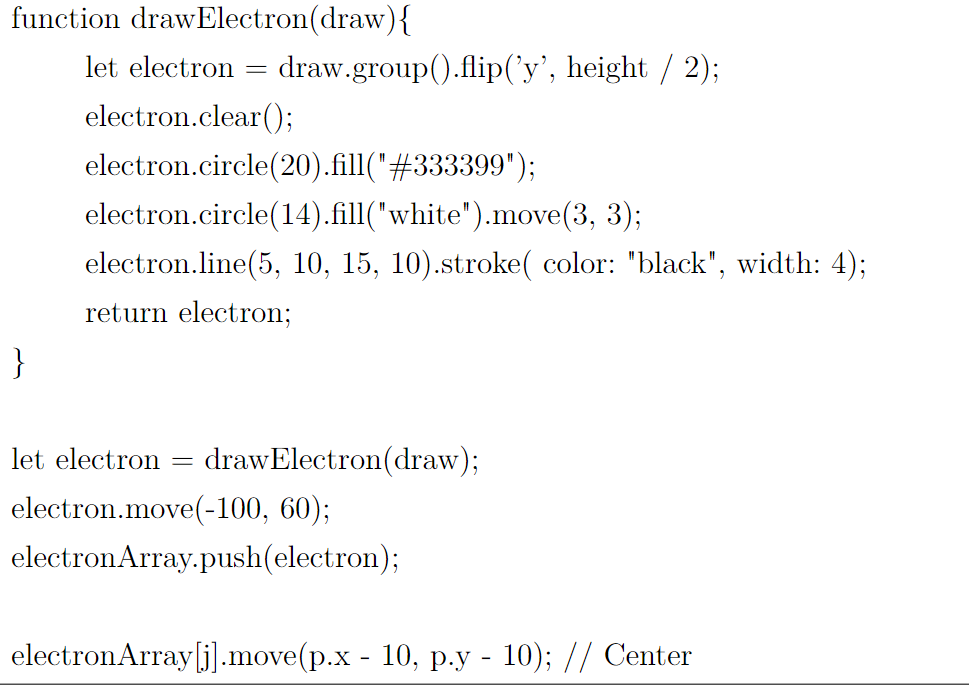 function drawElectron(draw){
let electron = draw.group().flip('y', height / 2);
electron.clear();
electron.circle(20).fill("#333399");
electron.circle(14).fill("white").move(3, 3);
electron.line(5, 10, 15, 10).stroke( color: "black", width: 4);
return electron;
}
let electron = drawElectron(draw);
electron.move(-100, 60);
electronArray.push(electron);
electronArray[j].move(p.x - 10, p.y - 10); // Center